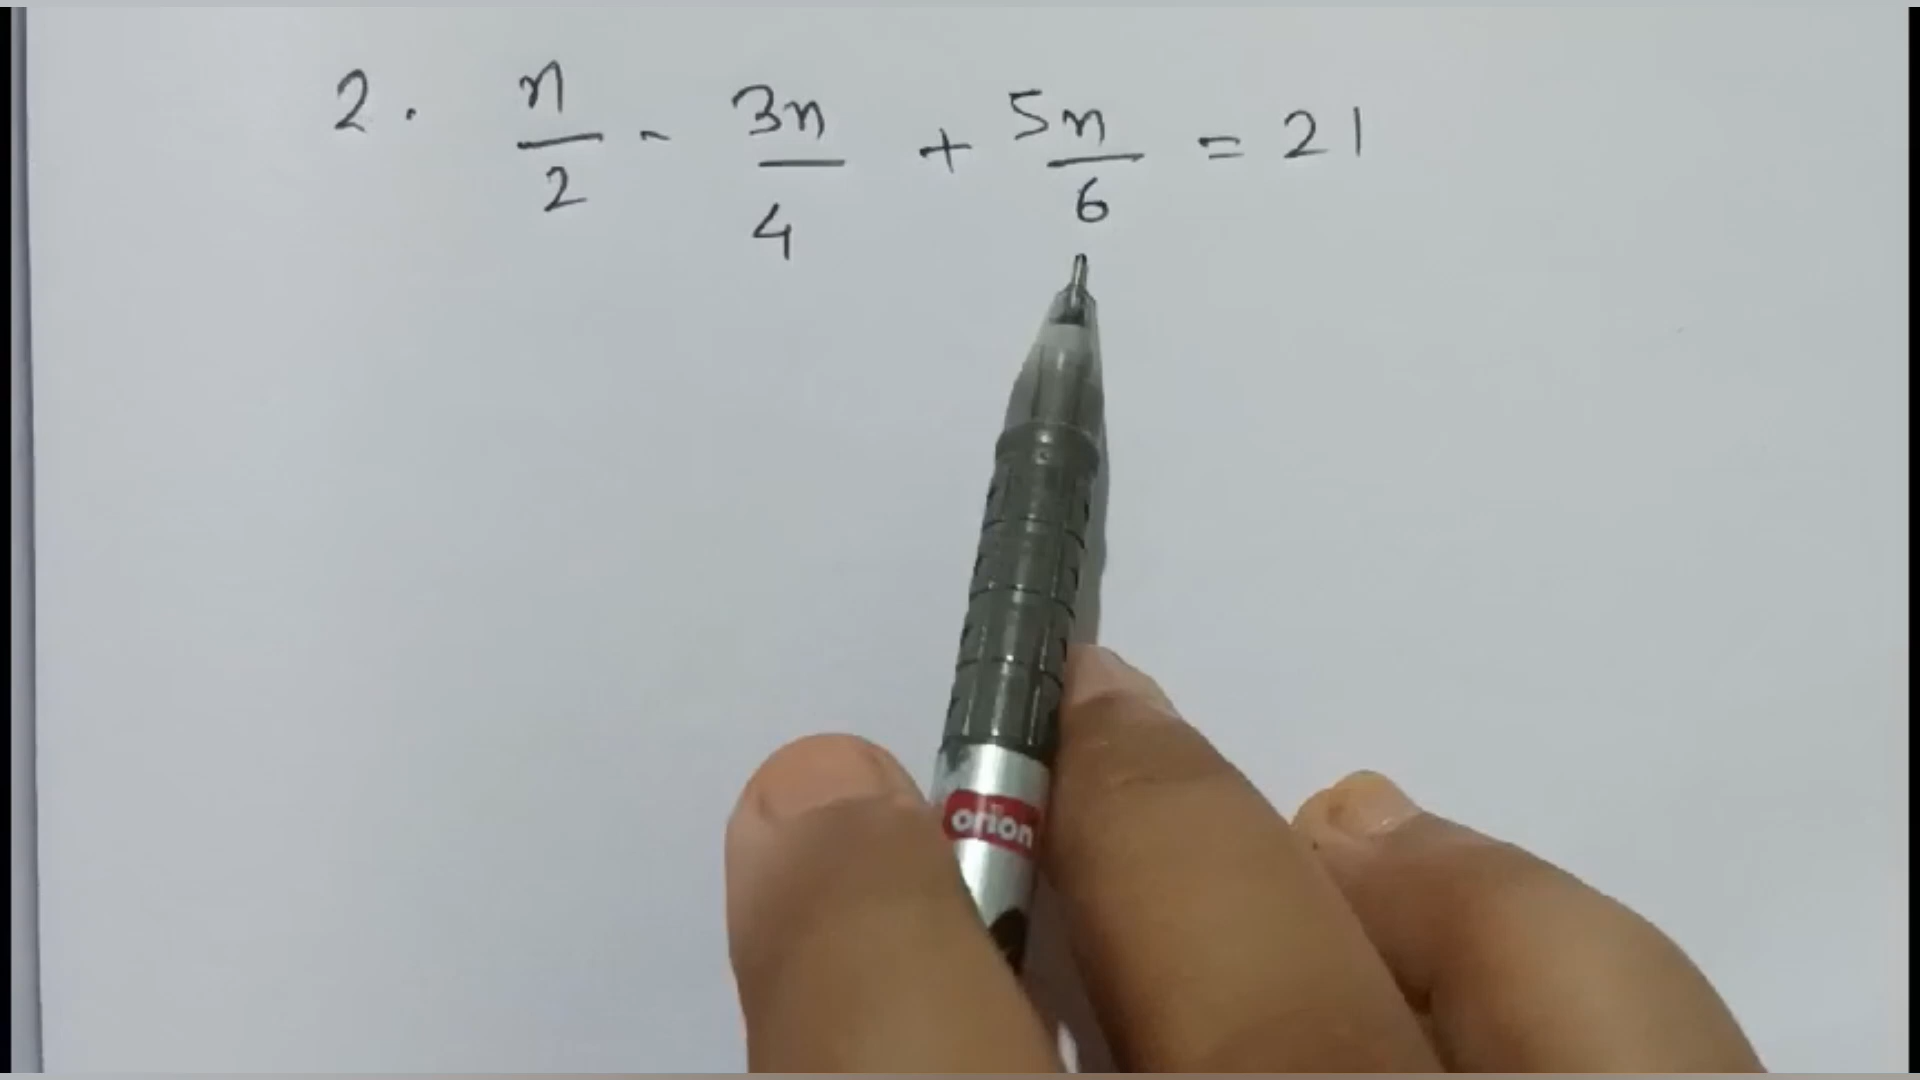 2. n/2 - 3n/4 + 5n/6 = 21
orion